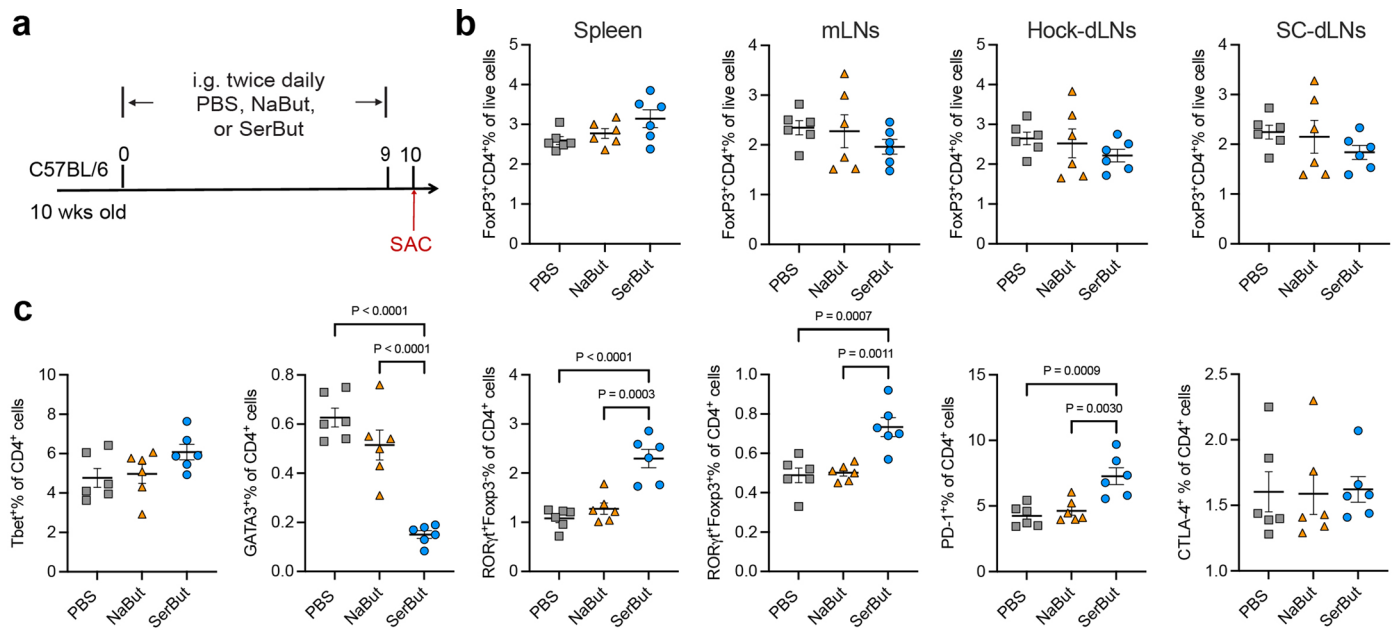 a
i.g. twice daily
PBS, NaBut,
or SerBut
0
9 10
C57BL/6
10 wks old
SAC
b
Spleen
FoxP3⁺CD4⁺% of live cells
5
4
3
2
1
0
PBS
NaBut
SerBut
mLNs
FoxP3⁺CD4⁺% of live cells
4
3
2
1
0
PBS
NaBut
SerBut
Hock-dLNs
FoxP3⁺CD4⁺% of live cells
5
4
3
2
1
0
PBS
NaBut
SerBut
SC-dLNs
FoxP3⁺CD4⁺% of live cells
4
3
2
1
0
PBS
NaBut
SerBut
c
Tbet⁺% of CD4⁺ cells
10
8
6
4
2
0
PBS
NaBut
SerBut
P < 0.0001
P < 0.0001
GATA3⁺% of CD4⁺ cells
0.8
0.6
0.4
0.2
0.0
PBS
NaBut
SerBut
P < 0.0001
P = 0.0003
RORγt⁺Foxp3⁻% of CD4⁺ cells
4
3
2
1
0
PBS
NaBut
SerBut
P = 0.0007
P = 0.0011
RORγt⁺Foxp3⁺% of CD4⁺ cells
1.0
0.8
0.6
0.4
0.2
0.0
PBS
NaBut
SerBut
P = 0.0009
P = 0.0030
PD-1⁺% of CD4⁺ cells
15
10
5
0
PBS
NaBut
SerBut
CTLA-4⁺ % of CD4⁺ cells
2.5
2.0
1.5
1.0
PBS
NaBut
SerBut